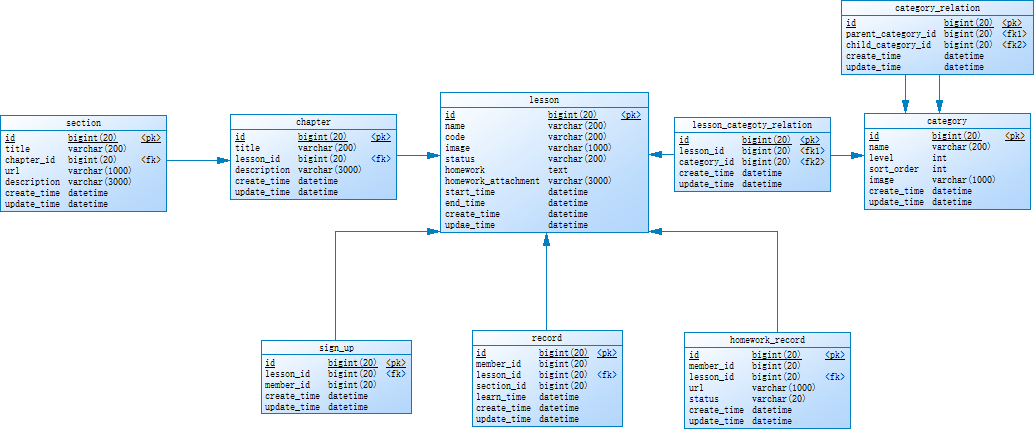 category_relation
id bigint(20) <pk>
parent_category_id bigint(20) <fk1>
child_category_id bigint(20) <fk2>
create_time datetime
update_time datetime
section
id bigint(20) <pk>
title varchar(200)
chapter_id bigint(20) <fk>
url varchar(1000)
description varchar(3000)
create_time datetime
update_time datetime
chapter
id bigint(20) <pk>
title varchar(200)
lesson_id bigint(20) <fk>
description varchar(3000)
create_time datetime
update_time datetime
lesson
id bigint(20) <pk>
name varchar(200)
code varchar(200)
image varchar(1000)
status varchar(200)
homework text
homework_attachment varchar(3000)
start_time datetime
end_time datetime
create_time datetime
updae_time datetime
lesson_categoty_relation
id bigint(20) <pk>
lesson_id bigint(20) <fk1>
category_id bigint(20) <fk2>
create_time datetime
update_time datetime
category
id bigint(20) <pk>
name varchar(200)
level int
sort_order int
image varchar(1000)
create_time datetime
update_time datetime
sign_up
id bigint(20) <pk>
lesson_id bigint(20) <fk>
member_id bigint(20)
create_time datetime
update_time datetime
record
id bigint(20) <pk>
member_id bigint(20)
lesson_id bigint(20) <fk>
section_id bigint(20)
learn_time datetime
create_time datetime
update_time datetime
homework_record
id bigint(20) <pk>
member_id bigint(20)
lesson_id bigint(20) <fk>
url varchar(1000)
status varchar(20)
create_time datetime
update_time datetime